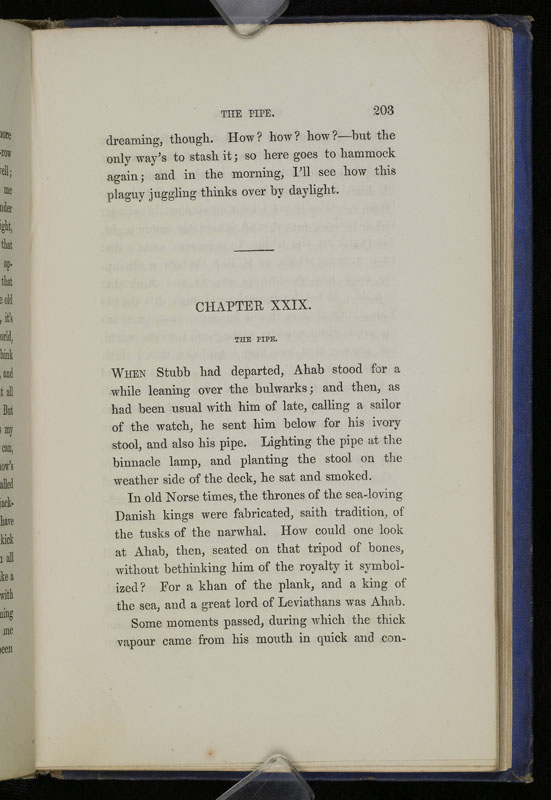 THE PIPE. 203
dreaming, though. How? how? how?—but the
only way's to stash it; so here goes to hammock
again; and in the morning, I'll see how this
plaguy juggling thinks over by daylight.
CHAPTER XXIX.
THE PIPE.
WHEN Stubb had departed, Ahab stood for a
while leaning over the bulwarks; and then, as
had been usual with him of late, calling a sailor
of the watch, he sent him below for his ivory
stool, and also his pipe. Lighting the pipe at the
binnacle lamp, and planting the stool on the
weather side of the deck, he sat and smoked.
In old Norse times, the thrones of the sea-loving
Danish kings were fabricated, saith tradition, of
the tusks of the narwhal. How could one look
at Ahab, then, seated on that tripod of bones,
without bethinking him of the royalty it symbol-
ized? For a khan of the plank, and a king of
the sea, and a great lord of Leviathans was Ahab.
Some moments passed, during which the thick
vapour came from his mouth in quick and con-